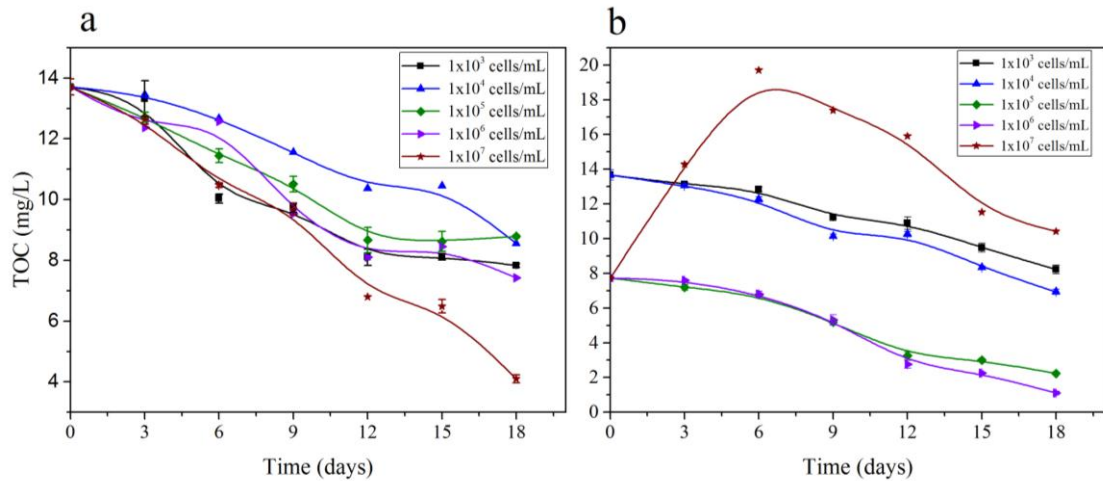 a
14
12
10
8
6
4
TOC (mg/L)
0 3 6 9 12 15 18
Time (days)
1x10³ cells/mL
1x10⁴ cells/mL
1x10⁵ cells/mL
1x10⁶ cells/mL
1x10⁷ cells/mL
b
20
18
16
14
12
10
8
6
4
2
0
0 3 6 9 12 15 18
Time (days)
1x10³ cells/mL
1x10⁴ cells/mL
1x10⁵ cells/mL
1x10⁶ cells/mL
1x10⁷ cells/mL